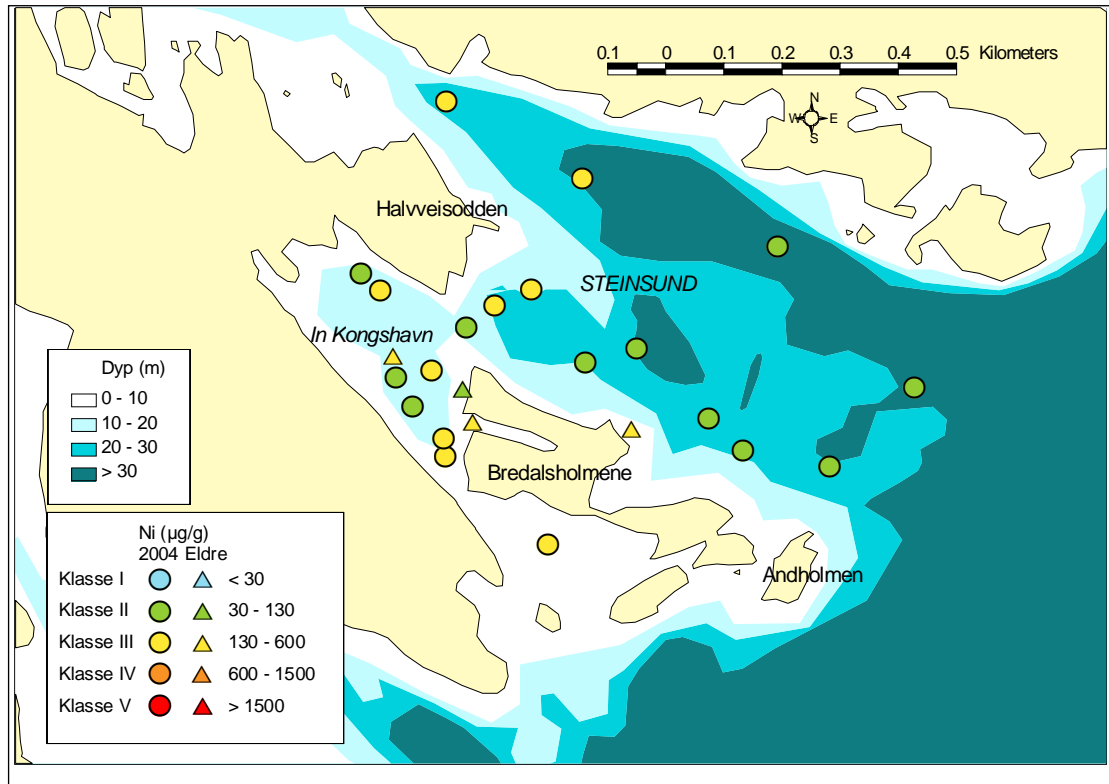 0.1 0 0.1 0.2 0.3 0.4 0.5 Kilometers
N
W E
S
Halvveisodden
STEINSUND
In Kongshavn
Dyp (m)
0 - 10
10 - 20
20 - 30
> 30
Bredalsholmene
Andholmen
Ni (µg/g)
2004 Eldre
Klasse I < 30
Klasse II 30 - 130
Klasse III 130 - 600
Klasse IV 600 - 1500
Klasse V > 1500